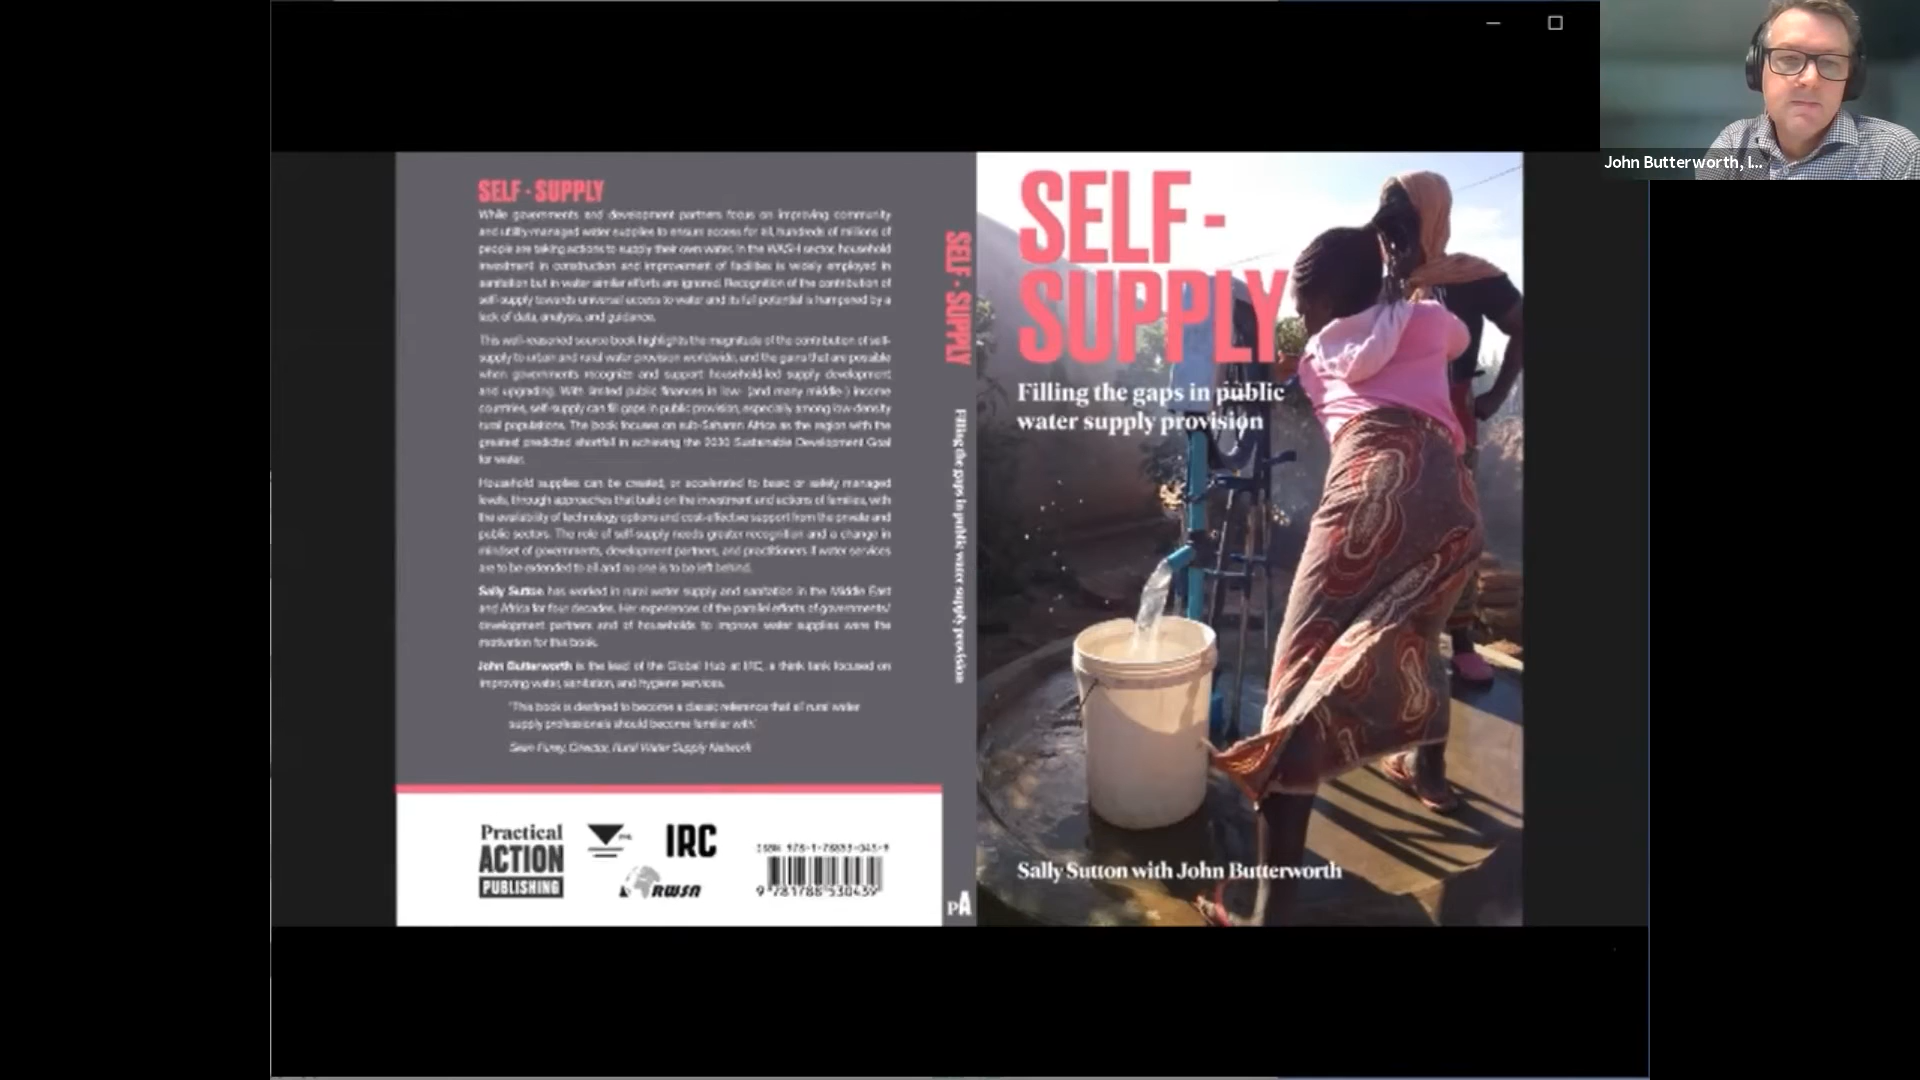 SELF - SUPPLY
While governments and development partners focus on improving community
and utility-managed water supplies to ensure access for all, hundreds of millions of
people are taking actions to supply their own water. In the WASH sector, household
investment in construction and improvement of facilities is widely employed in
sanitation but in water similar efforts are ignored. Recognition of the contribution of
self-supply towards universal access to water and its full potential is hampered by a
lack of data, analysis, and guidance.
This well-reasoned source book highlights the magnitude of the contribution of self-
supply to urban and rural water provision worldwide, and the gains that are possible
when governments recognize and support household-led supply development
and upgrading. With limited public finances in low- (and many middle-) income
countries, self-supply can fill gaps in public provision, especially among low-density
rural populations. The book focuses on sub-Saharan Africa as the region with the
greatest predicted shortfall in achieving the 2030 Sustainable Development Goal
for water.
Household supplies can be created, or accelerated to basic or safely managed
levels, through approaches that build on the investment and actions of families, with
the availability of technology options and cost-effective support from the private and
public sectors. The role of self-supply needs greater recognition and a change in
mindset of governments, development partners, and practitioners if water services
are to be extended to all and no one is to be left behind.
Sally Sutton has worked in rural water supply and sanitation in the Middle East
and Africa for four decades. Her experiences of the parallel efforts of governments/
development partners and of households to improve water supplies were the
motivation for this book.
John Butterworth is the lead of the Global Hub at IRC, a think tank focused on
improving water, sanitation, and hygiene services.
'This book is destined to become a classic reference that all rural water
supply professionals should become familiar with'
Sean Furey, Director, Rural Water Supply Network
Practical
ACTION
PUBLISHING
IRC
RWSN
ISBN 978-1-78853-043-9
9 781788 530439
SELF - SUPPLY
Filling the gaps in public water supply provision
PA
SELF -
SUPPLY
Filling the gaps in public
water supply provision
Sally Sutton with John Butterworth
John Butterworth, I...